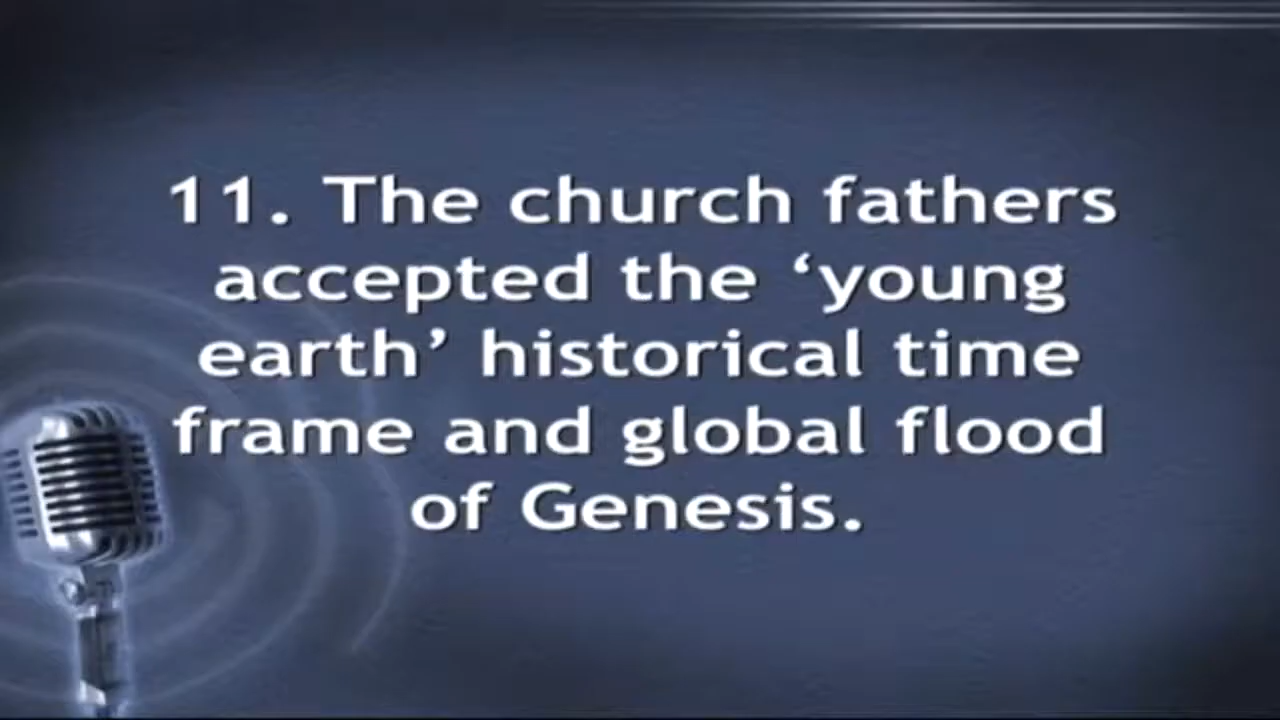 11. The church fathers
accepted the ‘young
earth’ historical time
frame and global flood
of Genesis.